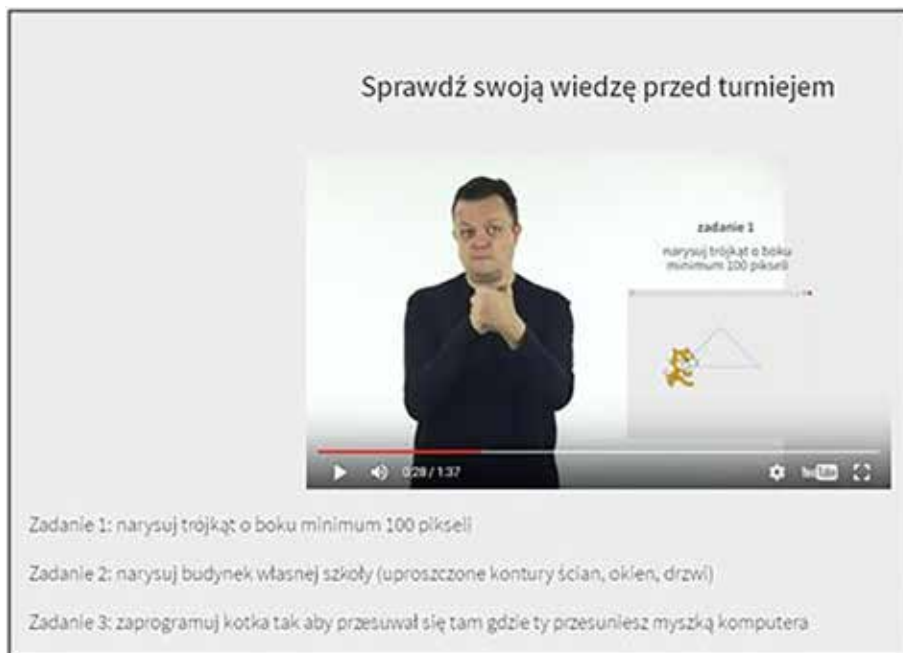 Sprawdź swoją wiedzę przed turniejem
zadanie 1
narysuj trójkąt o boku
minimum 100 pikseli
0:28 / 1:37
YouTube
Zadanie 1: narysuj trójkąt o boku minimum 100 pikseli
Zadanie 2: narysuj budynek własnej szkoły (uproszczone kontury ścian, okien, drzwi)
Zadanie 3: zaprogramuj kotka tak aby przesuwał się tam gdzie ty przesuniesz myszką komputera